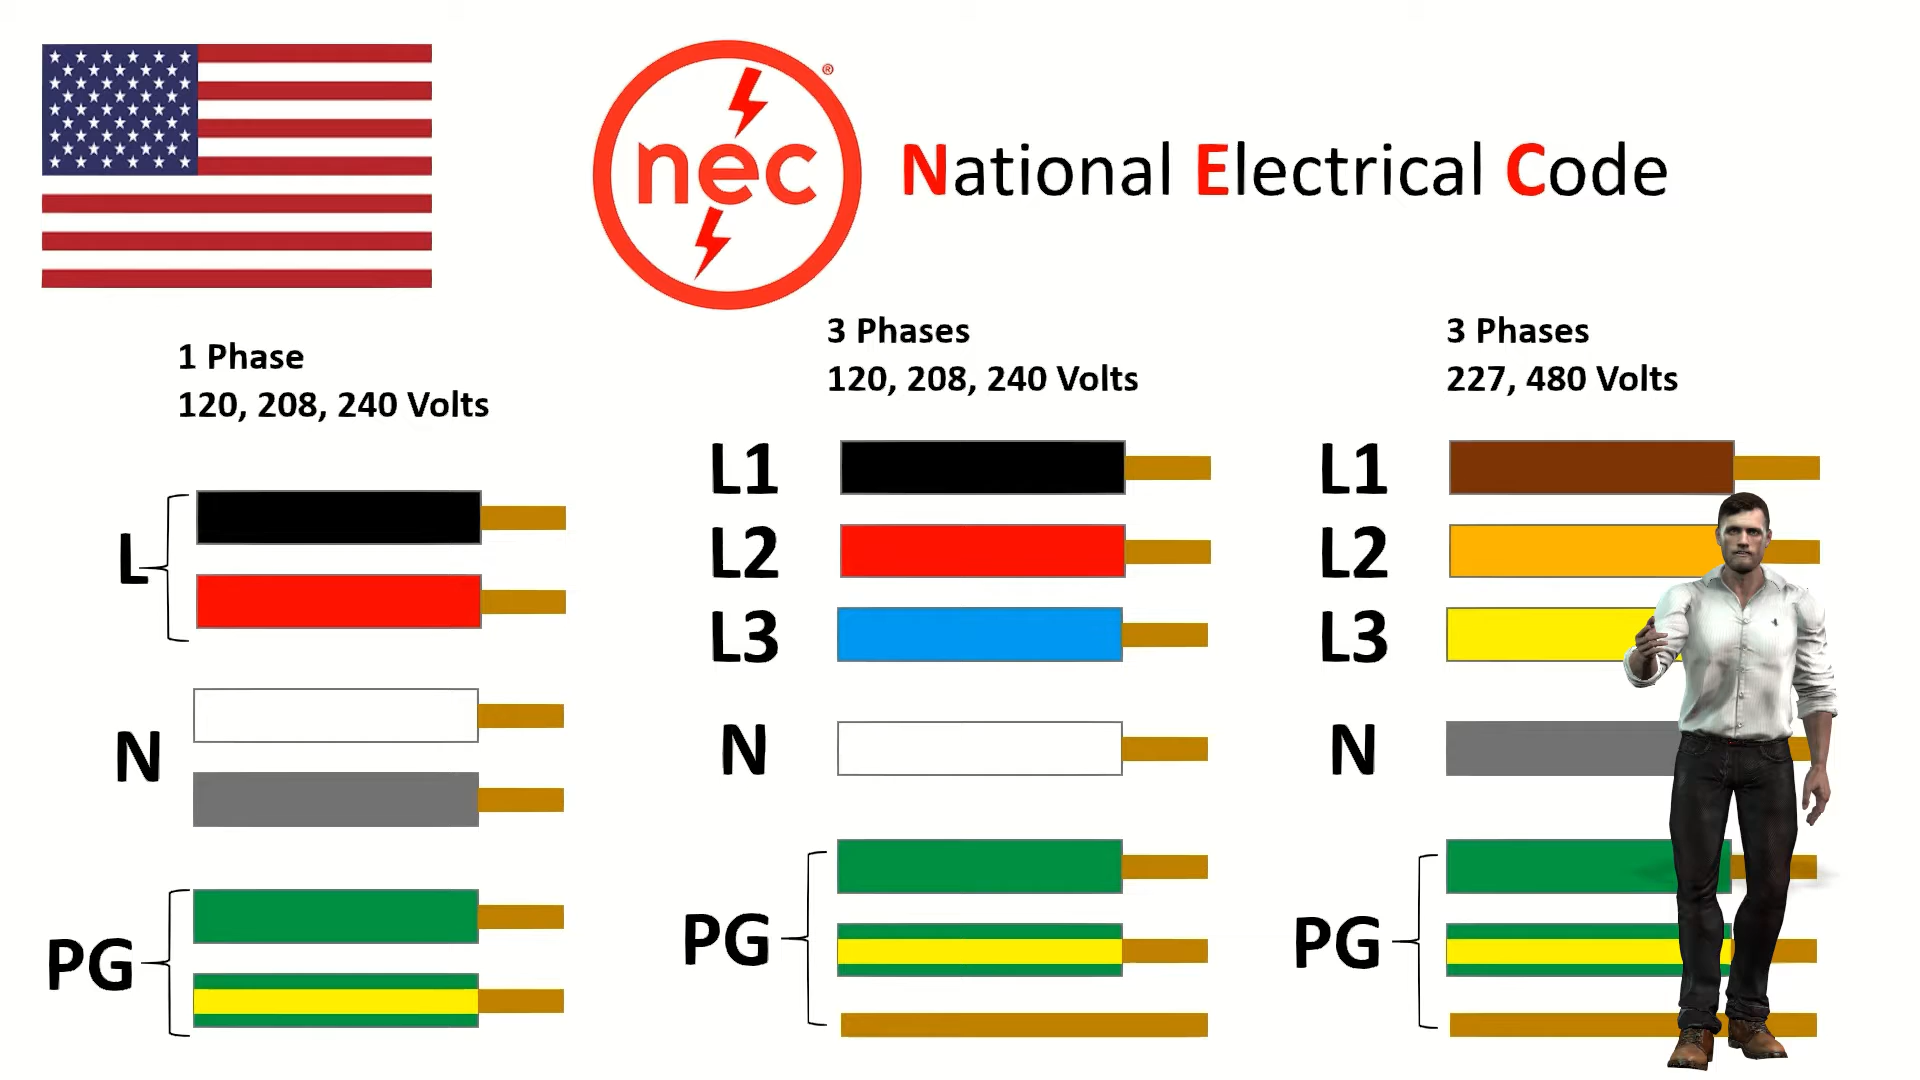 nec®
National Electrical Code
1 Phase
120, 208, 240 Volts
L
N
PG
3 Phases
120, 208, 240 Volts
L1
L2
L3
N
PG
3 Phases
227, 480 Volts
L1
L2
L3
N
PG